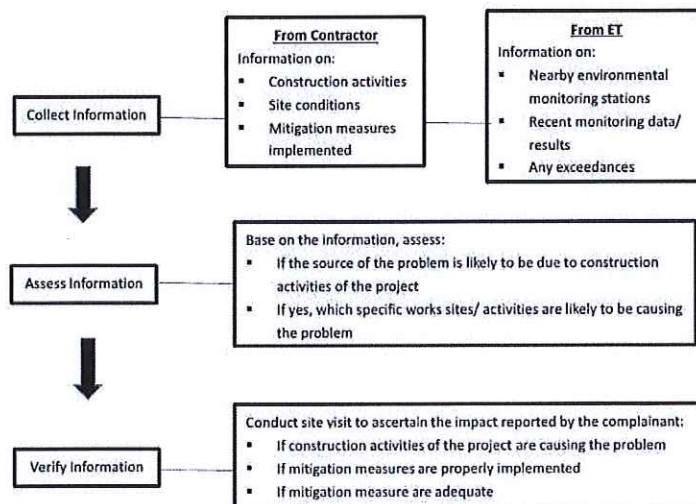 From Contractor
Information on:
▪ Construction activities
▪ Site conditions
▪ Mitigation measures
implemented
From ET
Information on:
▪ Nearby environmental
monitoring stations
▪ Recent monitoring data/
results
▪ Any exceedances
Collect Information
Base on the information, assess:
▪ If the source of the problem is likely to be due to construction
activities of the project
▪ If yes, which specific works sites/ activities are likely to be causing
the problem
Assess Information
Conduct site visit to ascertain the impact reported by the complainant:
▪ If construction activities of the project are causing the problem
▪ If mitigation measures are properly implemented
▪ If mitigation measure are adequate
Verify Information